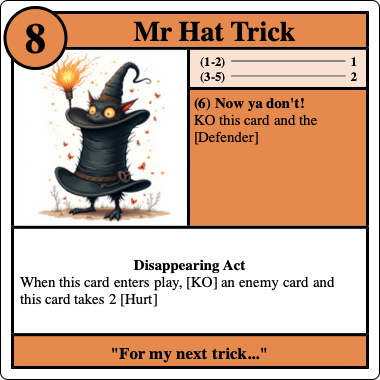 8
Mr Hat Trick
(1-2) 1
(3-5) 2
(6) Now ya don't!
KO this card and the
[Defender]
Disappearing Act
When this card enters play, [KO] an enemy card and
this card takes 2 [Hurt]
"For my next trick..."